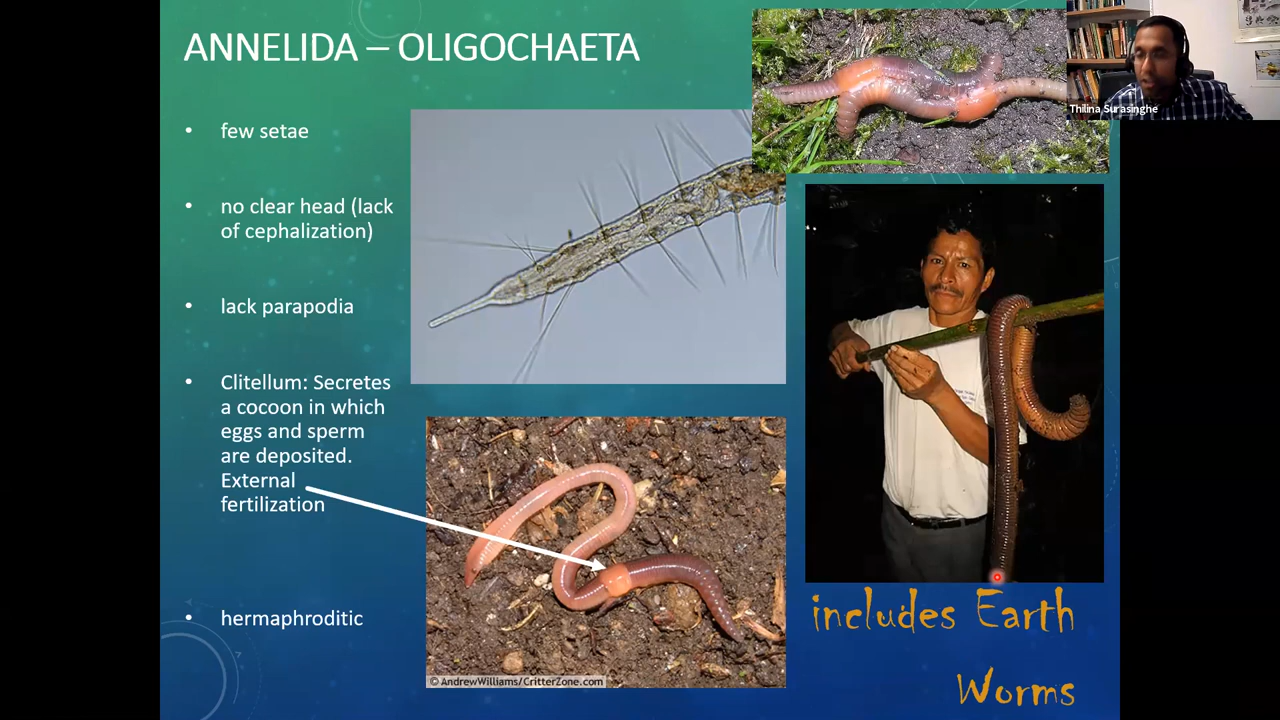 ANNELIDA – OLIGOCHAETA
• few setae
• no clear head (lack
of cephalization)
• lack parapodia
• Clitellum: Secretes
a cocoon in which
eggs and sperm
are deposited.
External
fertilization
• hermaphroditic
Thilina Surasinghe
© AndrewWilliams/CritterZone.com
includes Earth
Worms